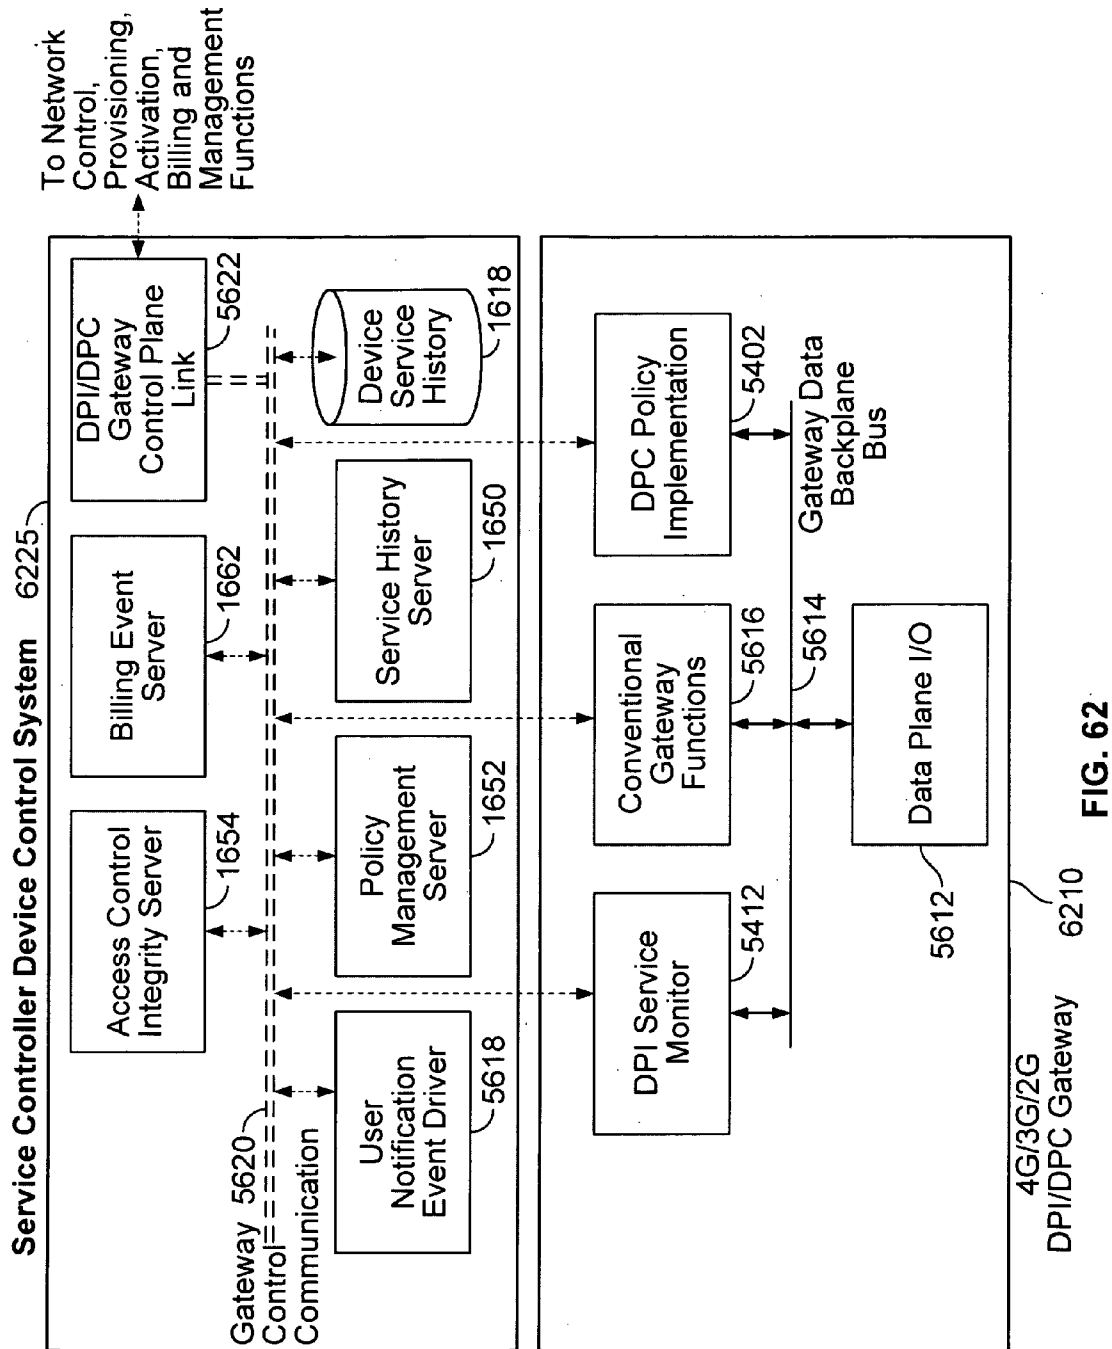 Service Controller Device Control System 6225
Access Control
Integrity Server
1654
Billing Event
Server
1662
DPI/DPC
Gateway
Control Plane
Link
5622
To Network
Control,
Provisioning,
Activation,
Billing and
Management
Functions
Gateway 5620
Control
Communication
User
Notification
Event Driver
5618
Policy
Management
Server
1652
Service History
Server
1650
Device
Service
History
1618
DPI Service
Monitor
5412
Conventional
Gateway
Functions
5616
DPC Policy
Implementation
5402
5614
Gateway Data
Backplane
Bus
Data Plane I/O
5612
4G/3G/2G
DPI/DPC Gateway
6210
FIG. 62